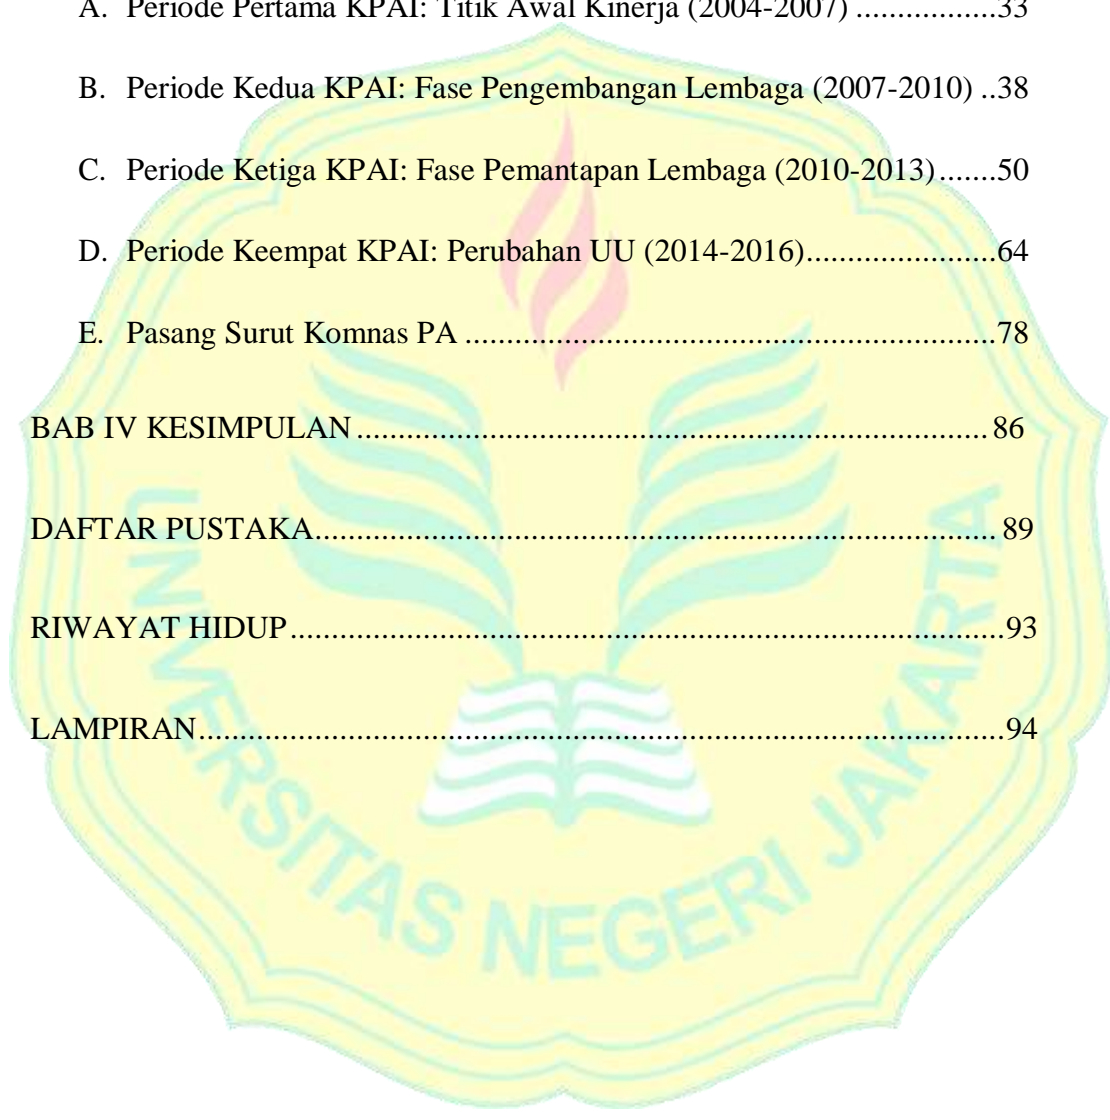 A. Periode Pertama KPAI: Titik Awal Kinerja (2004-2007) .................33
B. Periode Kedua KPAI: Fase Pengembangan Lembaga (2007-2010) ..38
C. Periode Ketiga KPAI: Fase Pemantapan Lembaga (2010-2013).......50
D. Periode Keempat KPAI: Perubahan UU (2014-2016)......................64
E. Pasang Surut Komnas PA ...............................................................78
BAB IV KESIMPULAN ........................................................................... 86
DAFTAR PUSTAKA................................................................................. 89
RIWAYAT HIDUP.....................................................................................93
LAMPIRAN................................................................................................94
UNIVERSITAS NEGERI JAKARTA